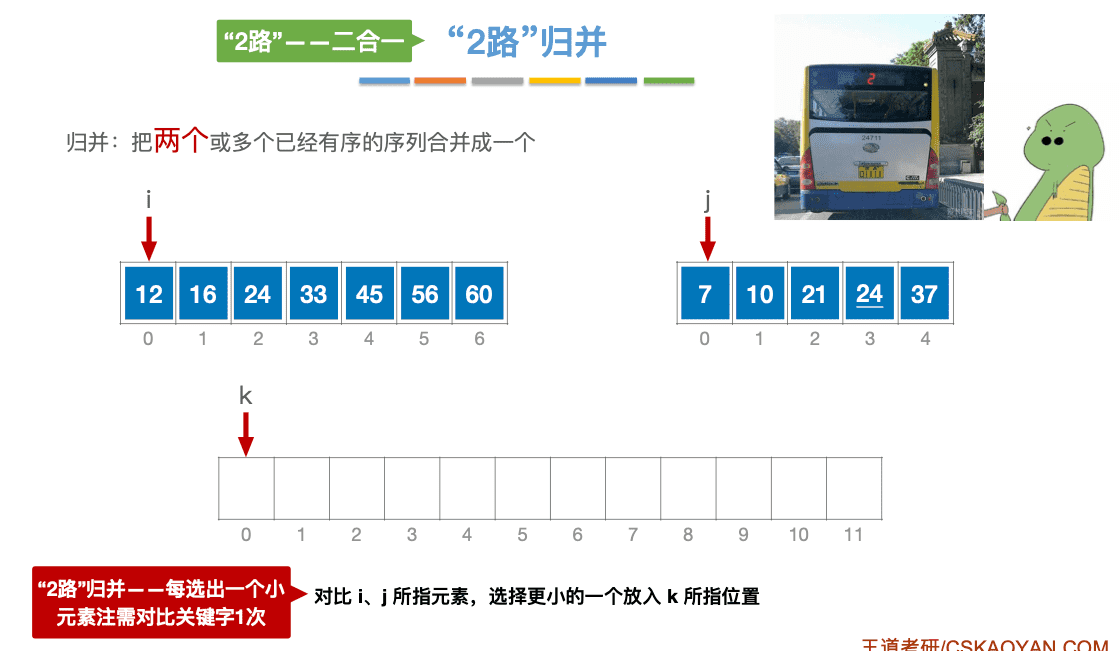 “2路”——二合一
“2路”归并
归并：把两个或多个已经有序的序列合并成一个
2
24711
i
j
12 16 24 33 45 56 60
0 1 2 3 4 5 6
7 10 21 24 37
0 1 2 3 4
k
0 1 2 3 4 5 6 7 8 9 10 11
“2路”归并——每选出一个小
元素注需对比关键字1次
对比 i、j 所指元素，选择更小的一个放入 k 所指位置
王道考研/CSKAOYAN.COM